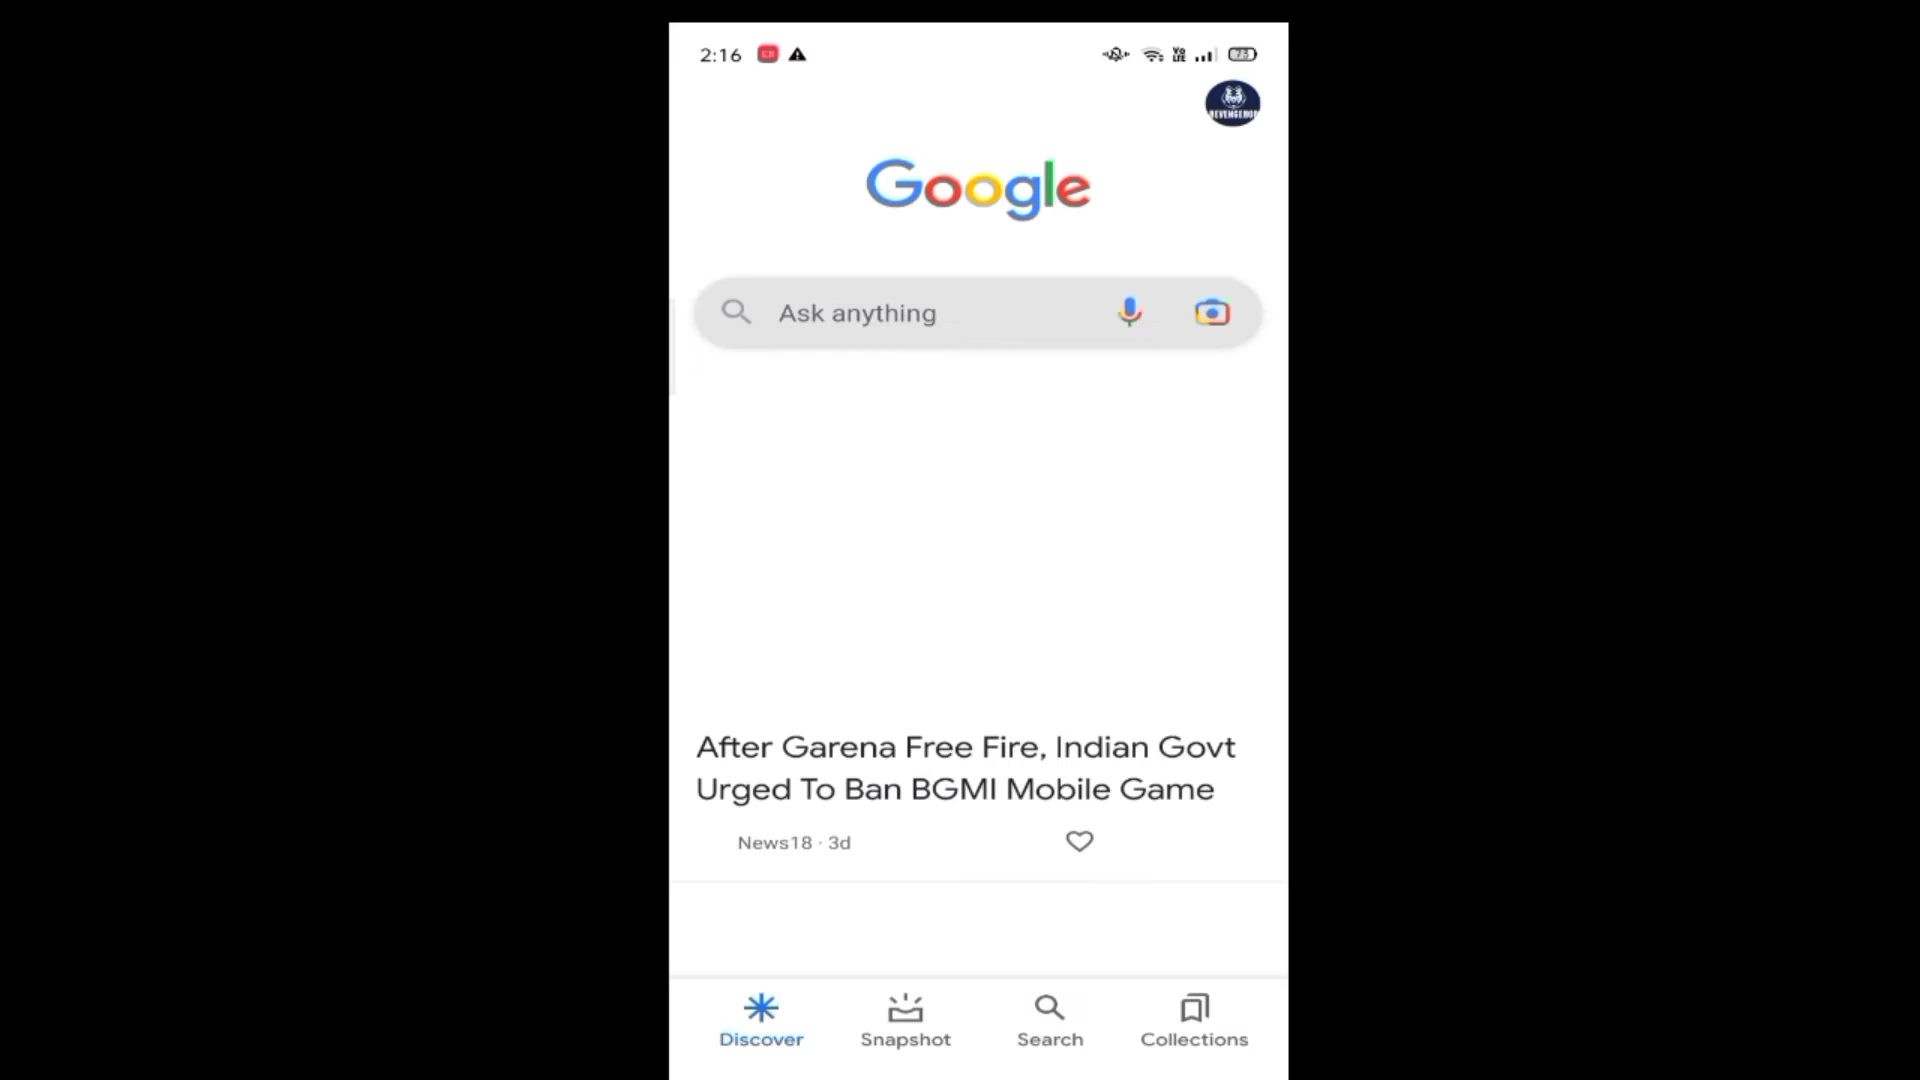 2:16
Google
Ask anything
After Garena Free Fire, Indian Govt
Urged To Ban BGMI Mobile Game
News18 · 3d
Discover
Snapshot
Search
Collections